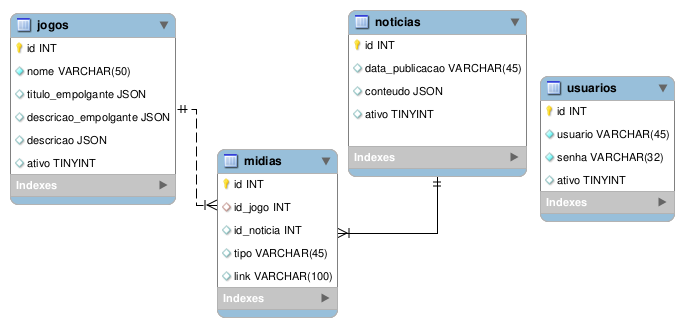 jogos
id INT
nome VARCHAR(50)
titulo_empolgante JSON
descricao_empolgante JSON
descricao JSON
ativo TINYINT
Indexes
midias
id INT
id_jogo INT
id_noticia INT
tipo VARCHAR(45)
link VARCHAR(100)
Indexes
noticias
id INT
data_publicacao VARCHAR(45)
conteudo JSON
ativo TINYINT
Indexes
usuarios
id INT
usuario VARCHAR(45)
senha VARCHAR(32)
ativo TINYINT
Indexes